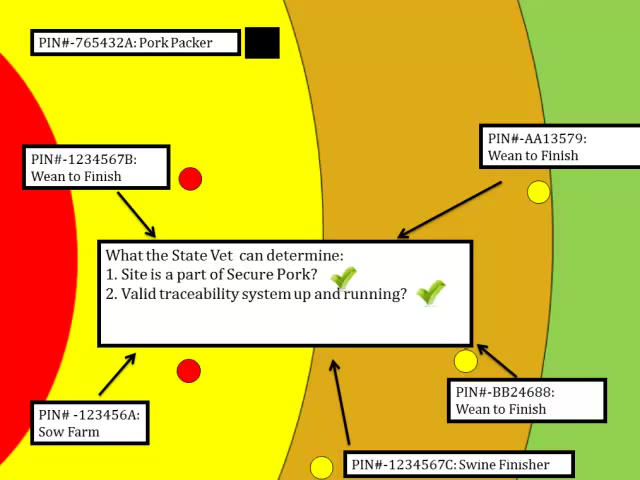 PIN#-765432A: Pork Packer
PIN#-AA13579:
Wean to Finish
PIN#-1234567B:
Wean to Finish
What the State Vet can determine:
1. Site is a part of Secure Pork?
2. Valid traceability system up and running?
PIN#-BB24688:
Wean to Finish
PIN# -123456A:
Sow Farm
PIN#-1234567C: Swine Finisher